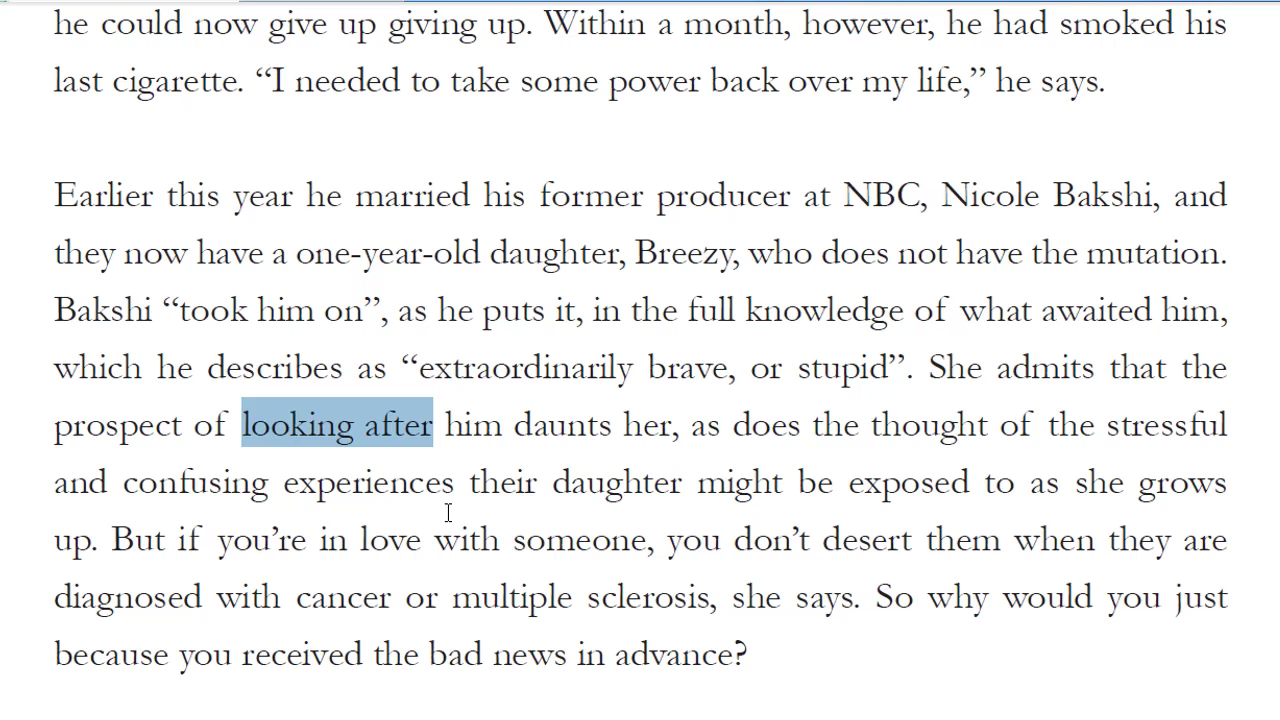 he could now give up giving up. Within a month, however, he had smoked his
last cigarette. “I needed to take some power back over my life,” he says.
Earlier this year he married his former producer at NBC, Nicole Bakshi, and
they now have a one-year-old daughter, Breezy, who does not have the mutation.
Bakshi “took him on”, as he puts it, in the full knowledge of what awaited him,
which he describes as “extraordinarily brave, or stupid”. She admits that the
prospect of looking after him daunts her, as does the thought of the stressful
and confusing experiences their daughter might be exposed to as she grows
up. But if you’re in love with someone, you don’t desert them when they are
diagnosed with cancer or multiple sclerosis, she says. So why would you just
because you received the bad news in advance?